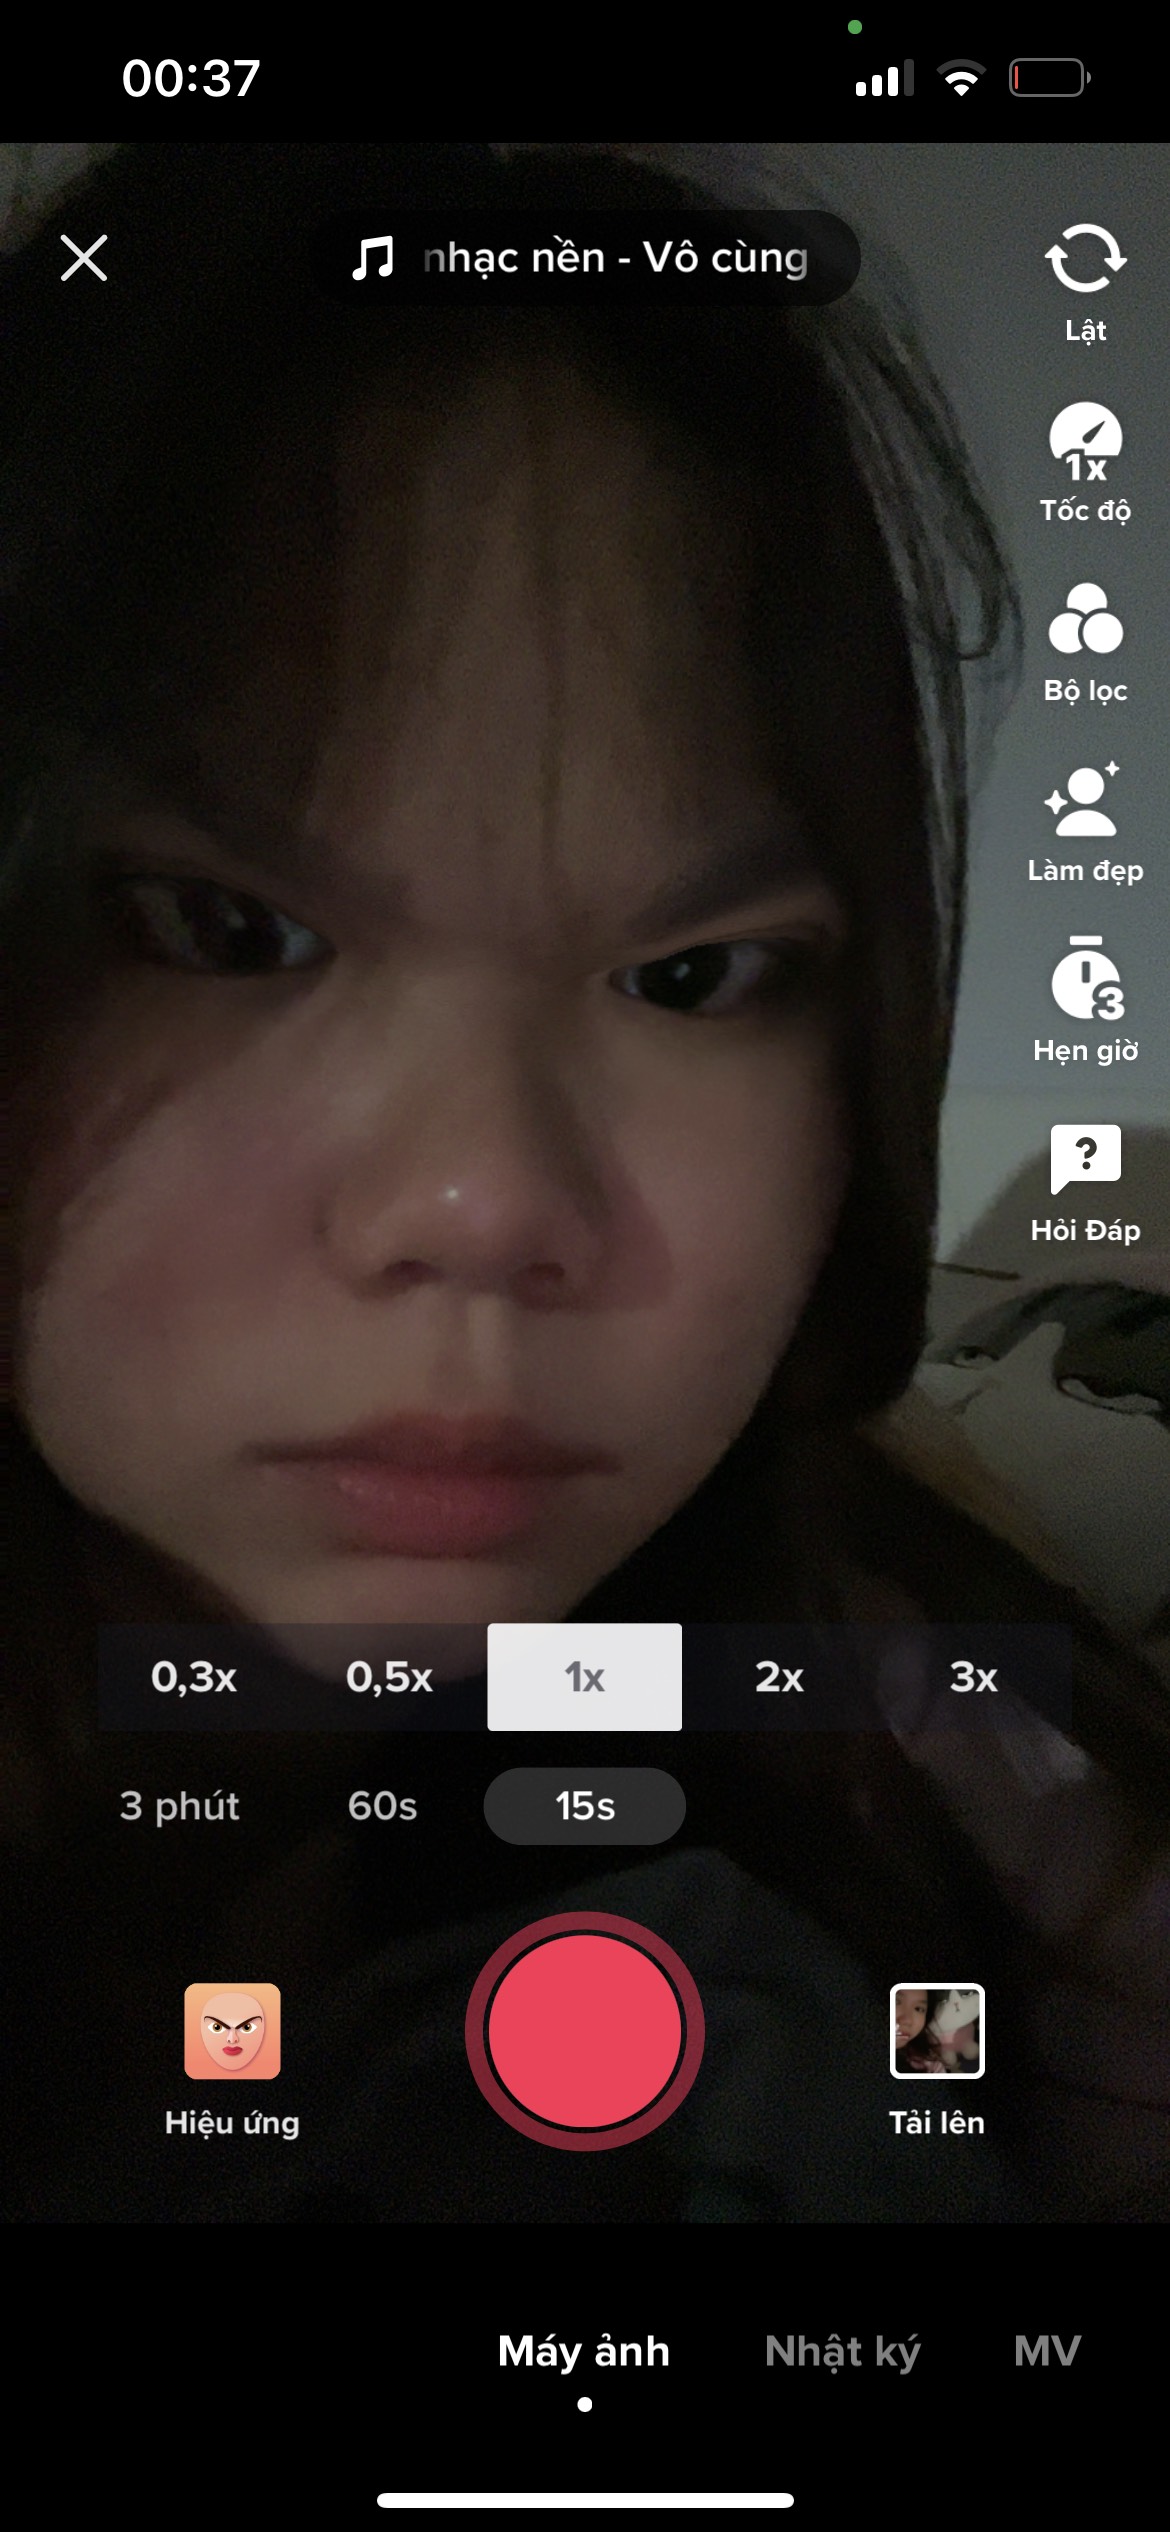 00:37
nhạc nền - Vô cùng
Lật
1x
Tốc độ
Bộ lọc
Làm đẹp
3
Hẹn giờ
?
Hỏi Đáp
0,3x 0,5x 1x 2x 3x
3 phút 60s 15s
Hiệu ứng
Tải lên
Máy ảnh Nhật ký MV